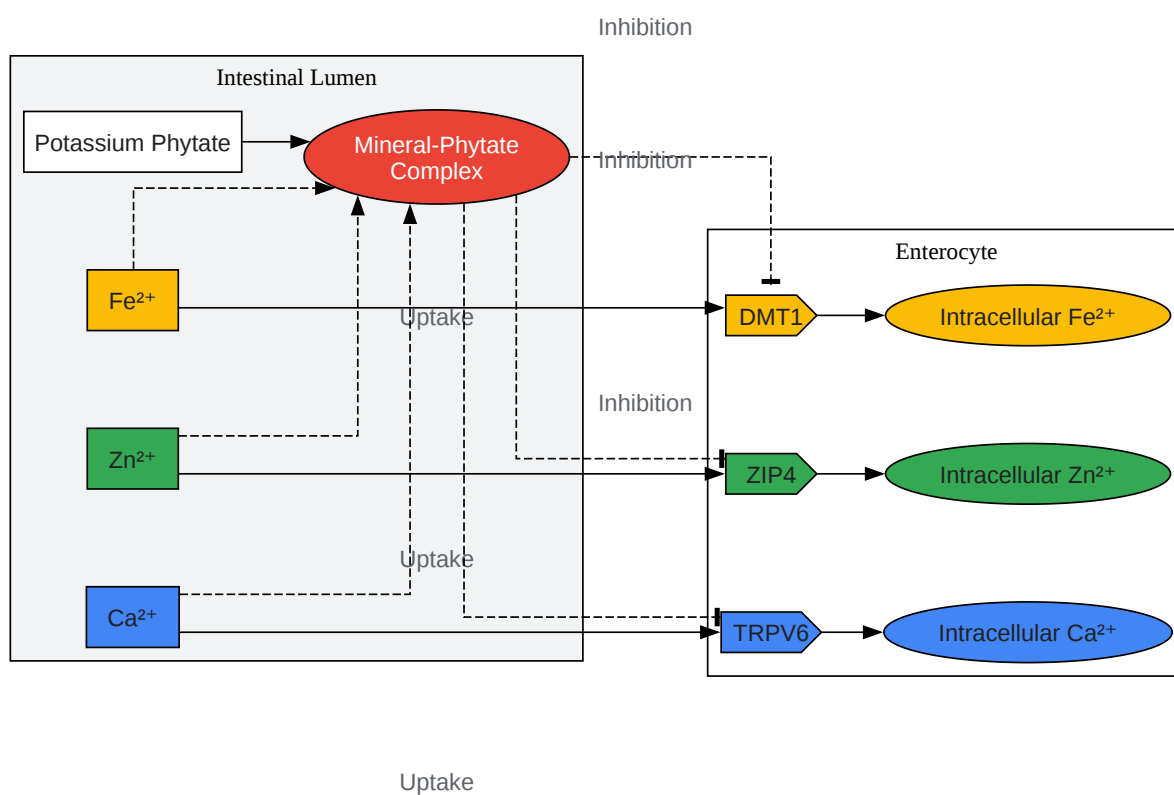 Inhibition
Intestinal Lumen
Potassium Phytate
Mineral-Phytate
Complex
Inhibition
Enterocyte
Fe²⁺
Uptake
DMT1
Intracellular Fe²⁺
Inhibition
Zn²⁺
ZIP4
Intracellular Zn²⁺
Uptake
Ca²⁺
TRPV6
Intracellular Ca²⁺
Uptake